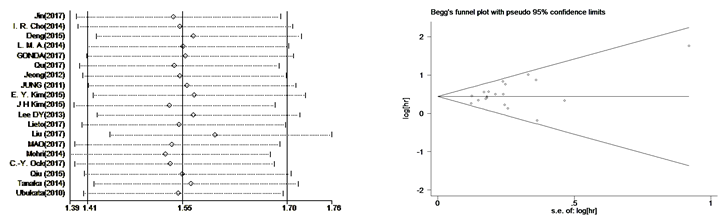 Jin(2017)
I. R. Cho(2014)
Deng(2015)
L. M. A.(2014)
GONDA(2017)
Qu(2017)
Jeong(2012)
JUNG (2011)
E. Y. Kim(2015)
J H Kim(2015)
Lee DY(2013)
Lieto(2017)
Liu (2017)
MAO(2017)
Mohri(2014)
C.-Y. Ock(2017)
Qiu (2015)
Tanaka (2014)
Ubukata(2010)
1.39 1.41 1.55 1.70 1.76
Begg's funnel plot with pseudo 95% confidence limits
log[hr]
2
1
0
-1
-2
0 .5 1
s.e. of: log[hr]